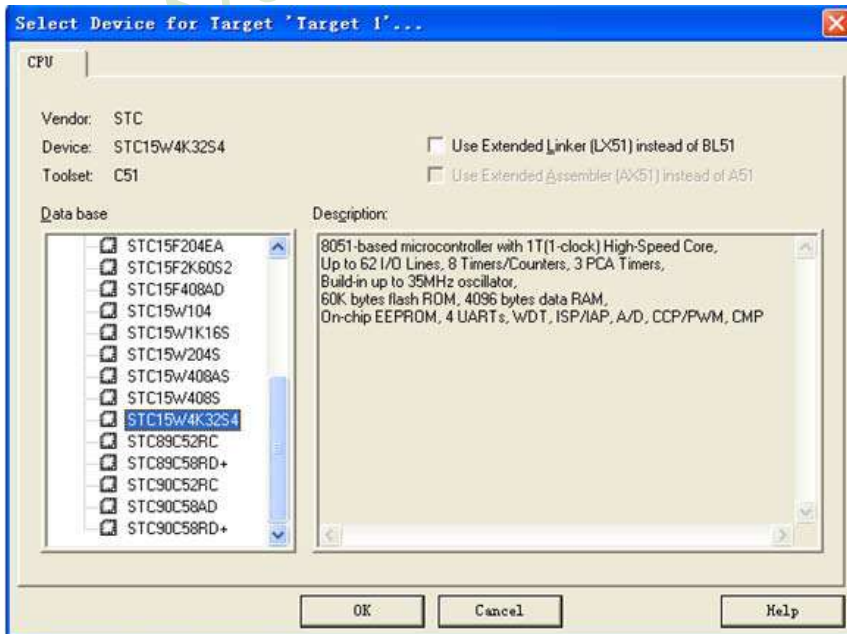 Select Device for Target 'Target 1'...
CPU
Vendor: STC
Device: STC15W4K32S4
Toolset: C51
Use Extended Linker (LX51) instead of BL51
Use Extended Assembler (AX51) instead of A51
Data base
STC15F204EA
STC15F2K60S2
STC15F408AD
STC15W104
STC15W1K16S
STC15W204S
STC15W408AS
STC15W408S
STC15W4K32S4
STC89C52RC
STC89C58RD+
STC90C52RC
STC90C58AD
STC90C58RD+
Description:
8051-based microcontroller with 1T(1-clock) High-Speed Core,
Up to 62 I/O Lines, 8 Timers/Counters, 3 PCA Timers,
Build-in up to 35MHz oscillator,
60K bytes flash ROM, 4096 bytes data RAM,
On-chip EEPROM, 4 UARTs, WDT, ISP/IAP, A/D, CCP/PWM, CMP
OK
Cancel
Help